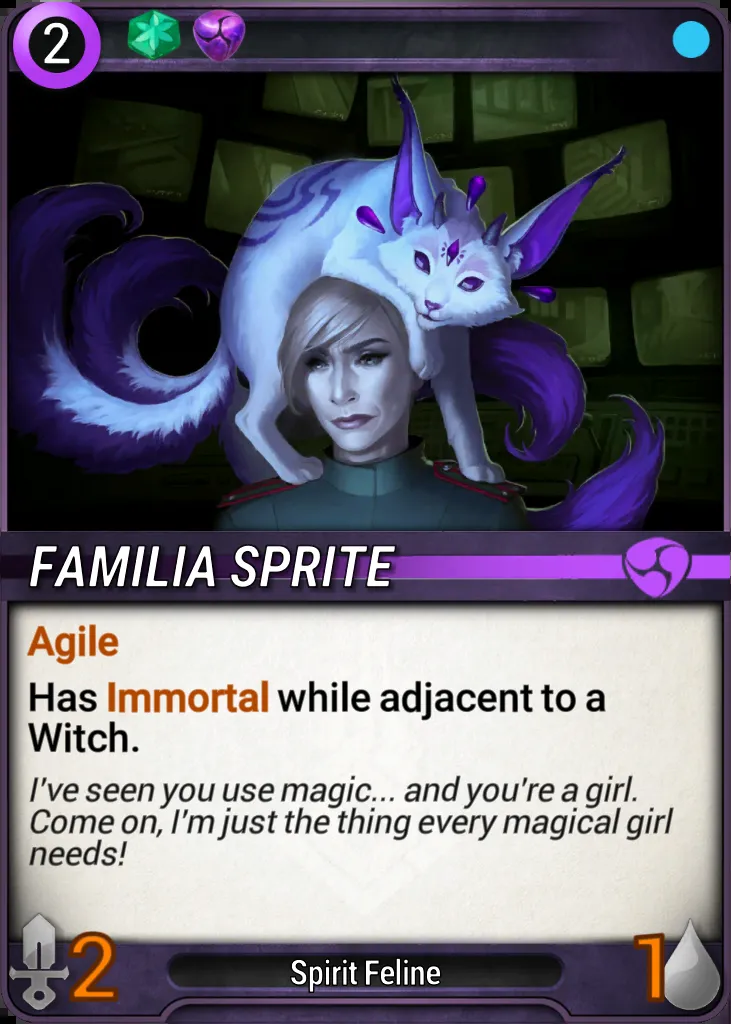 2
FAMILIA SPRITE
Agile
Has Immortal while adjacent to a
Witch.
I've seen you use magic... and you're a girl.
Come on, I'm just the thing every magical girl
needs!
2
Spirit Feline
1